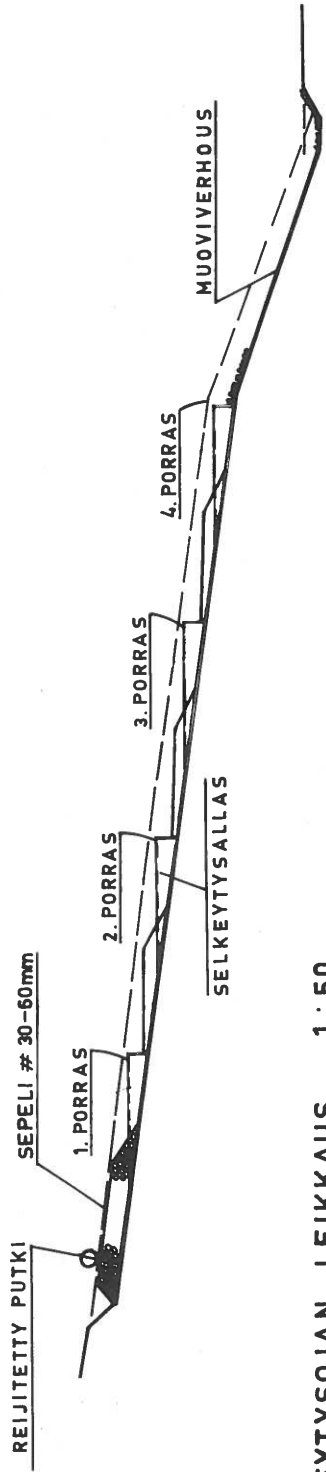 REIJITETTY PUTKI
SEPELI # 30-60mm
1. PORRAS
2. PORRAS
SELKEYTYSALLAS
3. PORRAS
4. PORRAS
MUOVIVERHOUS
LEIKKAUS 1:50